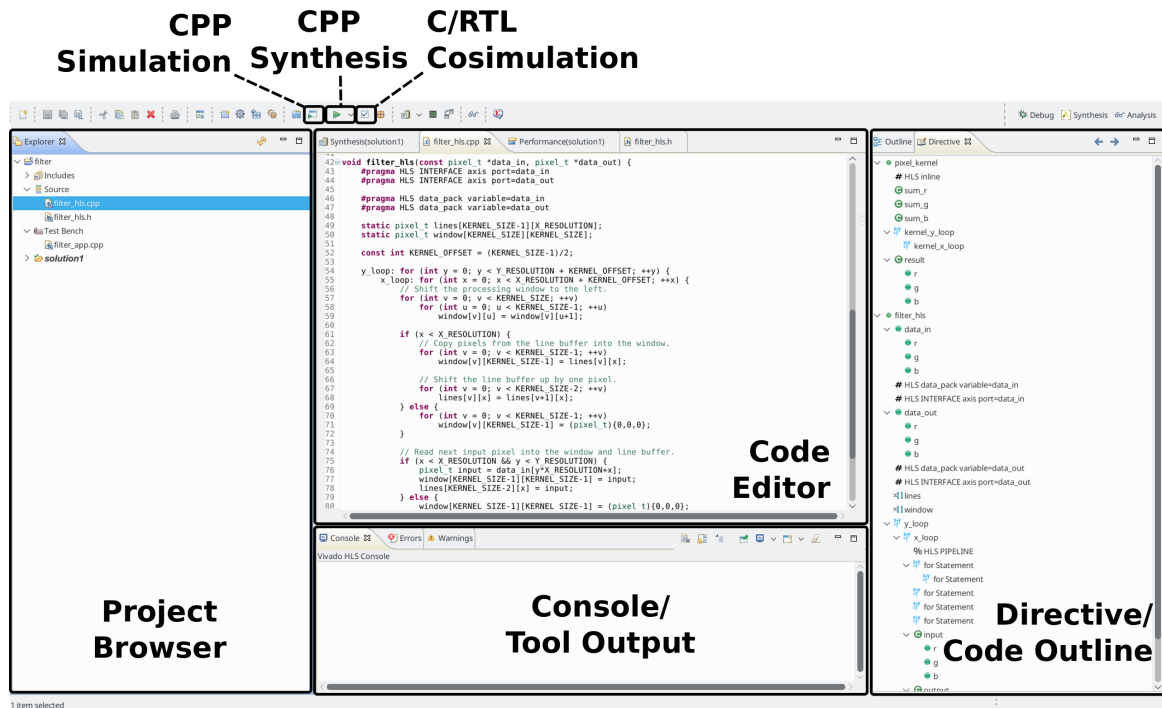 CPP
Simulation
CPP
Synthesis
C/RTL
Cosimulation
Debug
Synthesis
Analysis
Explorer
filter
Includes
Source
filter_hls.cpp
filter_hls.h
Test Bench
filter_app.cpp
solution1
Project
Browser
Synthesis(solution1)
filter_hls.cpp
Performance(solution1)
filter_hls.h
41
42 void filter_hls(const pixel_t *data_in, pixel_t *data_out) {
43 #pragma HLS INTERFACE axis port=data_in
44 #pragma HLS INTERFACE axis port=data_out
45
46 #pragma HLS data_pack variable=data_in
47 #pragma HLS data_pack variable=data_out
48
49 static pixel_t lines[KERNEL_SIZE-1][X_RESOLUTION];
50 static pixel_t window[KERNEL_SIZE][KERNEL_SIZE];
51
52 const int KERNEL_OFFSET = (KERNEL_SIZE-1)/2;
53
54 y_loop: for (int y = 0; y < Y_RESOLUTION + KERNEL_OFFSET; ++y) {
55 x_loop: for (int x = 0; x < X_RESOLUTION + KERNEL_OFFSET; ++x) {
56 // Shift the processing window to the left.
57 for (int v = 0; v < KERNEL_SIZE; ++v)
58 for (int u = 0; u < KERNEL_SIZE-1; ++u)
59 window[v][u] = window[v][u+1];
60
61 if (x < X_RESOLUTION) {
62 // Copy pixels from the line buffer into the window.
63 for (int v = 0; v < KERNEL_SIZE-1; ++v)
64 window[v][KERNEL_SIZE-1] = lines[v][x];
65
66 // Shift the line buffer up by one pixel.
67 for (int v = 0; v < KERNEL_SIZE-2; ++v)
68 lines[v][x] = lines[v+1][x];
69 } else {
70 for (int v = 0; v < KERNEL_SIZE-1; ++v)
71 window[v][KERNEL_SIZE-1] = (pixel_t){0,0,0};
72 }
73
74 // Read next input pixel into the window and line buffer.
75 if (x < X_RESOLUTION && y < Y_RESOLUTION) {
76 pixel_t input = data_in[y*X_RESOLUTION+x];
77 window[KERNEL_SIZE-1][KERNEL_SIZE-1] = input;
78 lines[KERNEL_SIZE-2][x] = input;
79 } else {
80 window[KERNEL_SIZE-1][KERNEL_SIZE-1] = (pixel_t){0,0,0};
Code
Editor
Console
Errors
Warnings
Vivado HLS Console
Console/
Tool Output
Outline
Directive
pixel_kernel
# HLS inline
sum_r
sum_g
sum_b
kernel_y_loop
kernel_x_loop
result
r
g
b
filter_hls
data_in
r
g
b
# HLS data_pack variable=data_in
# HLS INTERFACE axis port=data_in
data_out
r
g
b
# HLS data_pack variable=data_out
# HLS INTERFACE axis port=data_out
lines
window
y_loop
x_loop
% HLS PIPELINE
for Statement
for Statement
for Statement
for Statement
for Statement
input
r
g
b
output
Directive/
Code Outline
1 item selected